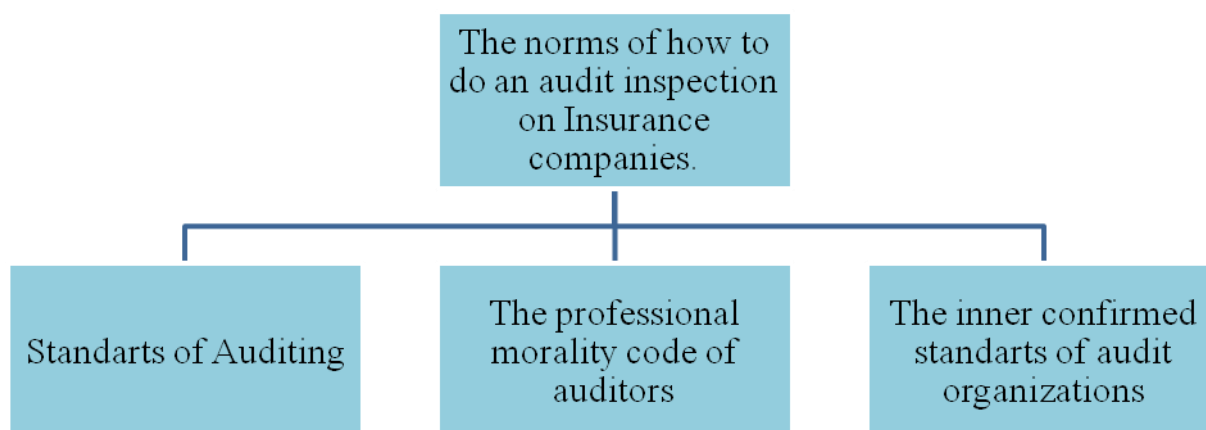 The norms of how to
do an audit inspection
on Insurance
companies.
Standarts of Auditing
The professional
morality code of
auditors
The inner confirmed
standarts of audit
organizations